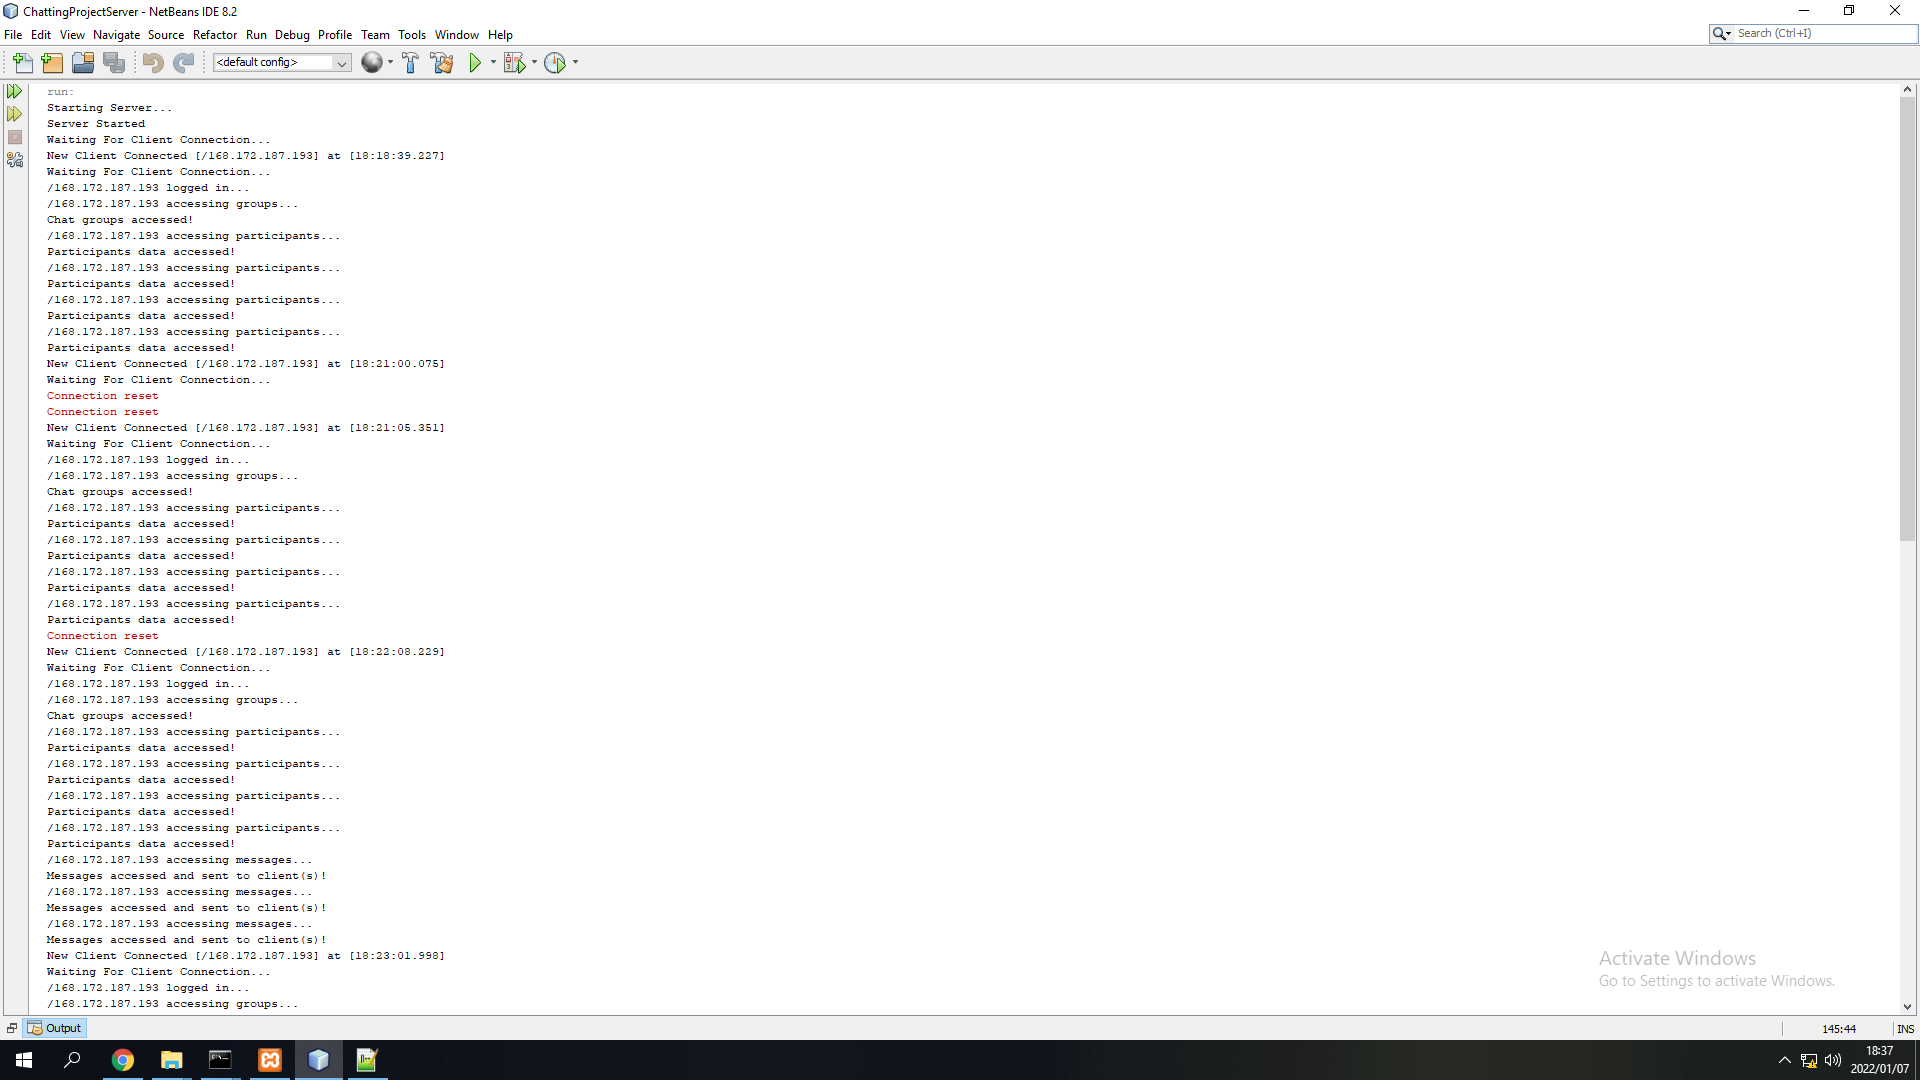 ChattingProjectServer - NetBeans IDE 8.2
File Edit View Navigate Source Refactor Run Debug Profile Team Tools Window Help
Search (Ctrl+I)
<default config>
run:
Starting Server...
Server Started
Waiting For Client Connection...
New Client Connected [/168.172.187.193] at [18:18:39.227]
Waiting For Client Connection...
/168.172.187.193 logged in...
/168.172.187.193 accessing groups...
Chat groups accessed!
/168.172.187.193 accessing participants...
Participants data accessed!
/168.172.187.193 accessing participants...
Participants data accessed!
/168.172.187.193 accessing participants...
Participants data accessed!
/168.172.187.193 accessing participants...
Participants data accessed!
New Client Connected [/168.172.187.193] at [18:21:00.075]
Waiting For Client Connection...
Connection reset
Connection reset
New Client Connected [/168.172.187.193] at [18:21:05.351]
Waiting For Client Connection...
/168.172.187.193 logged in...
/168.172.187.193 accessing groups...
Chat groups accessed!
/168.172.187.193 accessing participants...
Participants data accessed!
/168.172.187.193 accessing participants...
Participants data accessed!
/168.172.187.193 accessing participants...
Participants data accessed!
/168.172.187.193 accessing participants...
Participants data accessed!
Connection reset
New Client Connected [/168.172.187.193] at [18:22:08.229]
Waiting For Client Connection...
/168.172.187.193 logged in...
/168.172.187.193 accessing groups...
Chat groups accessed!
/168.172.187.193 accessing participants...
Participants data accessed!
/168.172.187.193 accessing participants...
Participants data accessed!
/168.172.187.193 accessing participants...
Participants data accessed!
/168.172.187.193 accessing participants...
Participants data accessed!
/168.172.187.193 accessing messages...
Messages accessed and sent to client(s)!
/168.172.187.193 accessing messages...
Messages accessed and sent to client(s)!
/168.172.187.193 accessing messages...
Messages accessed and sent to client(s)!
New Client Connected [/168.172.187.193] at [18:23:01.998]
Waiting For Client Connection...
/168.172.187.193 logged in...
/168.172.187.193 accessing groups...
Activate Windows
Go to Settings to activate Windows.
Output
145:44
INS
18:37
2022/01/07